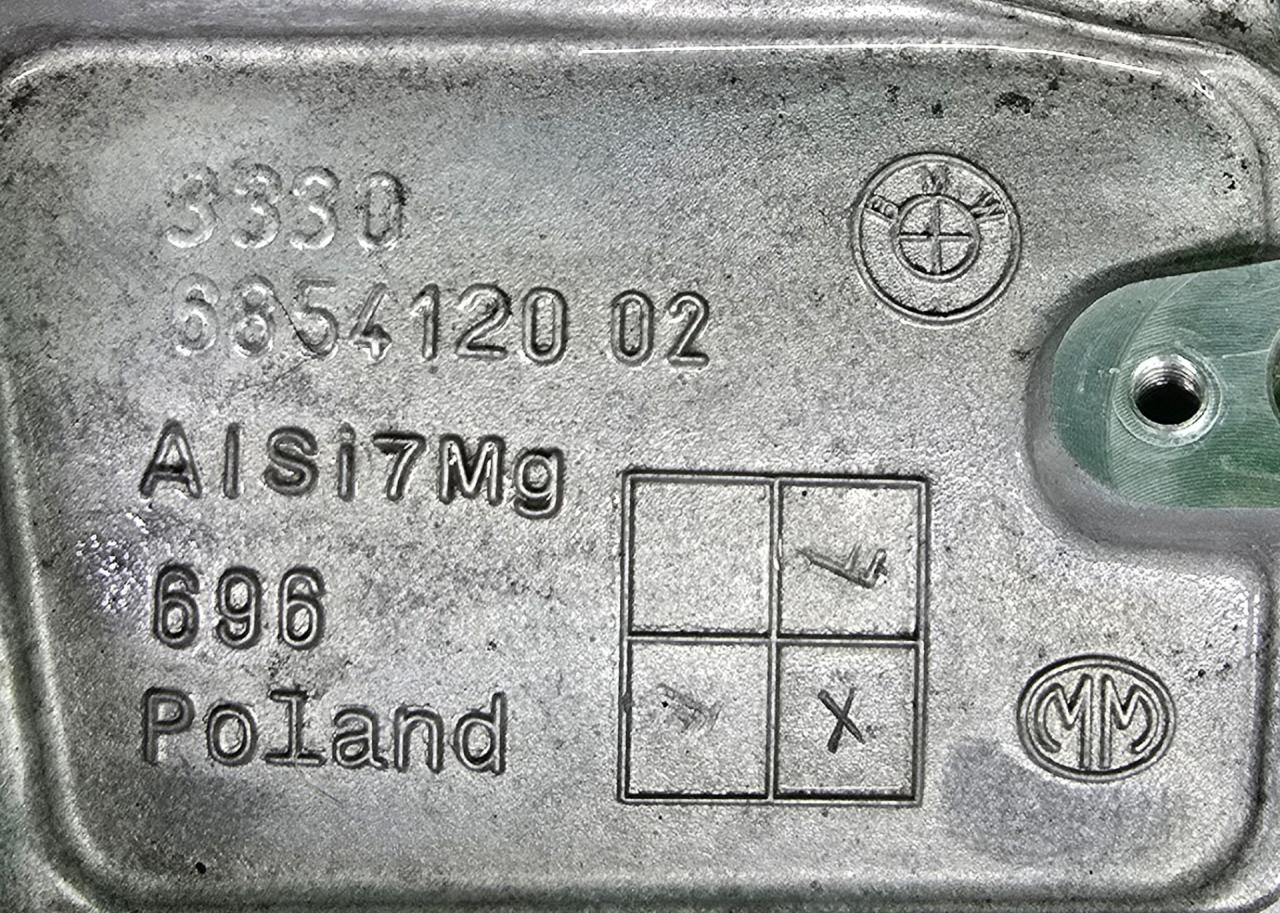 3330
BMW
6854120 02
AlSi7Mg
696
Poland
X
MM